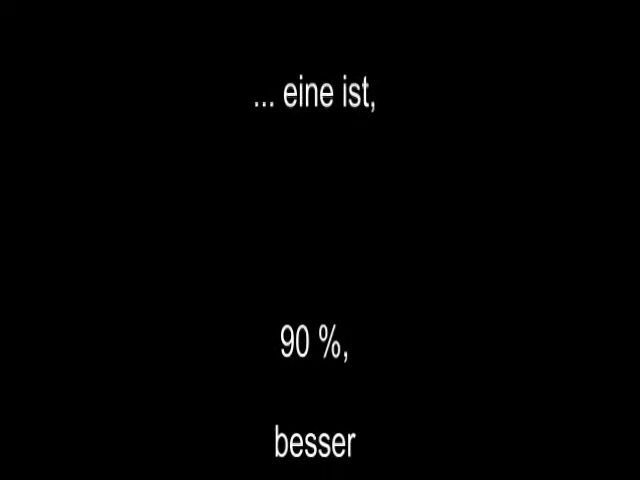 ... eine ist,
90 %,
besser